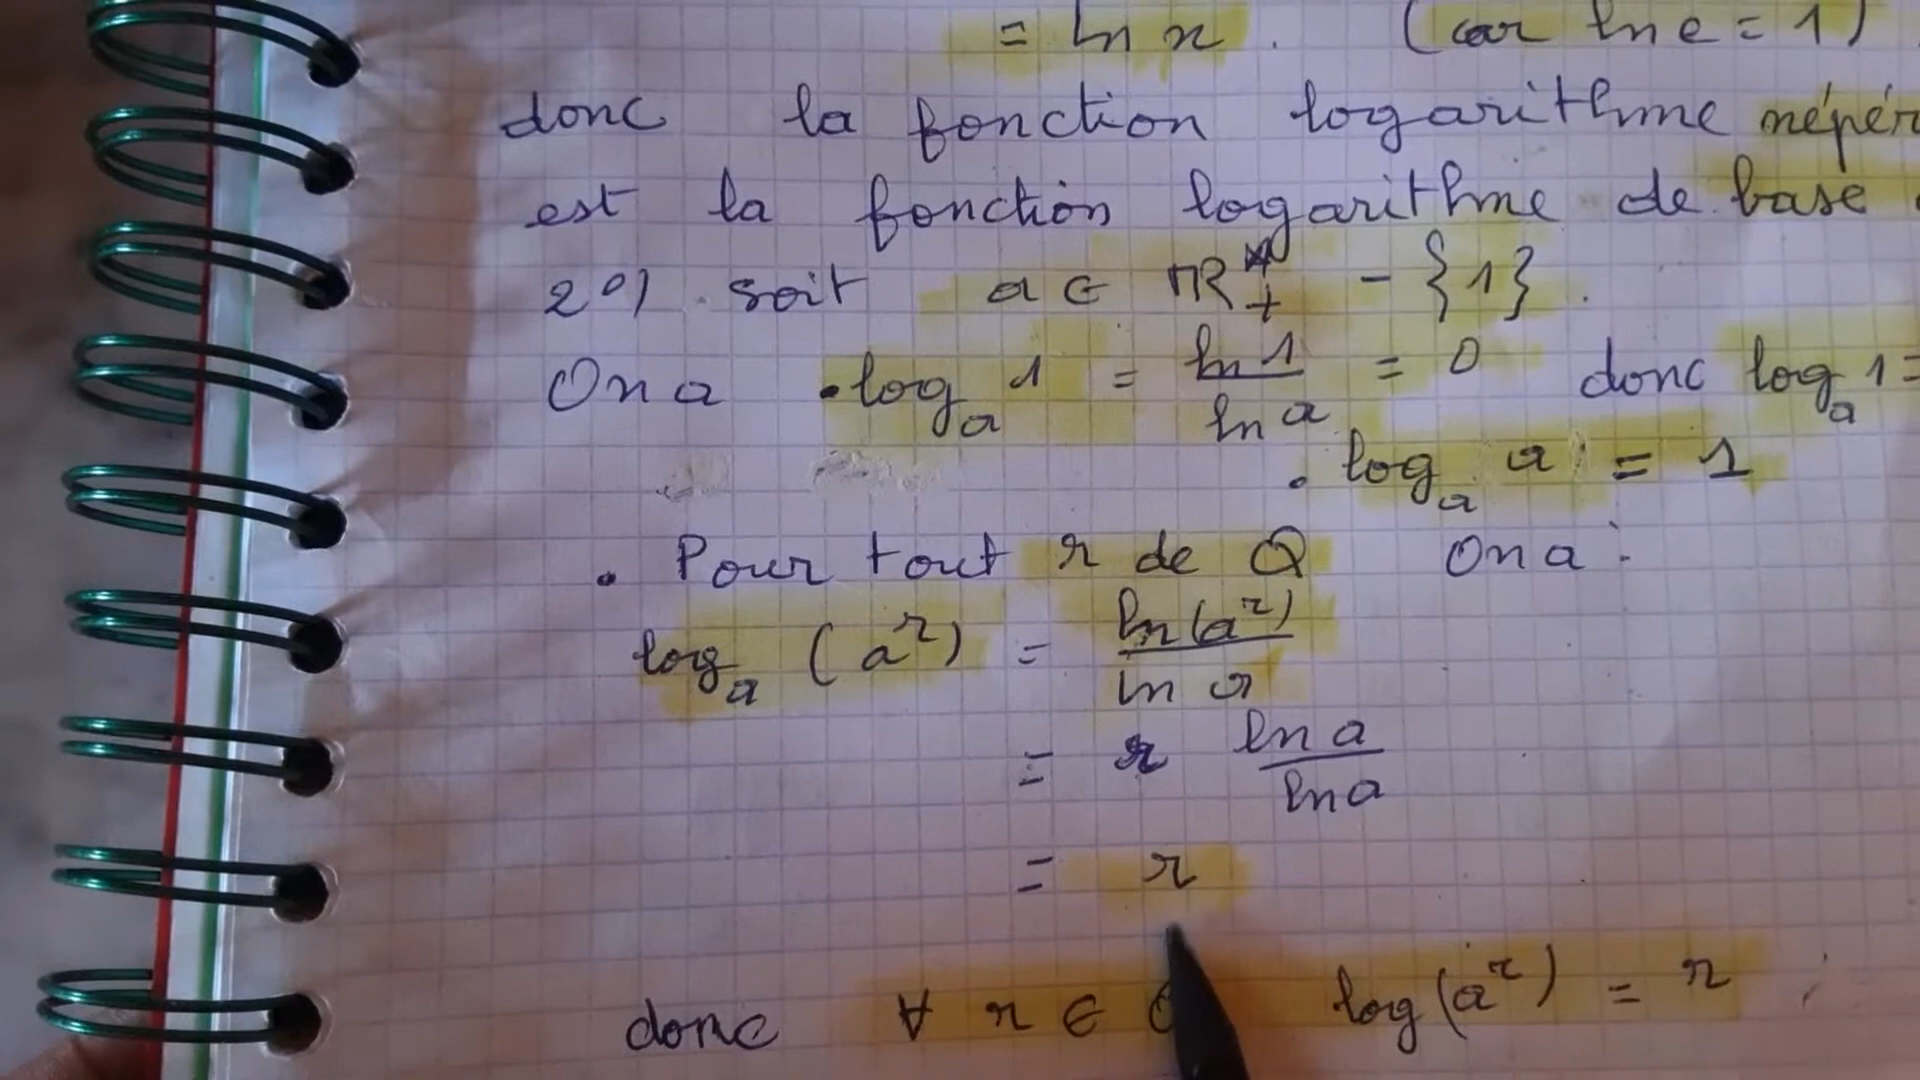 = ln x . (car ln e = 1)
donc la fonction logarithme népér
est la fonction logarithme de base
2°/ soit a ∈ IR*+ - {1} .
On a • log_a 1 = ln 1 / ln a = 0 donc log_a 1 =
. log_a a = 1
. Pour tout r de Q On a :
log_a (a^r) = ln(a^r) / ln a
= r ln a / ln a
= r
donc ∀ r ∈ log(a^r) = r